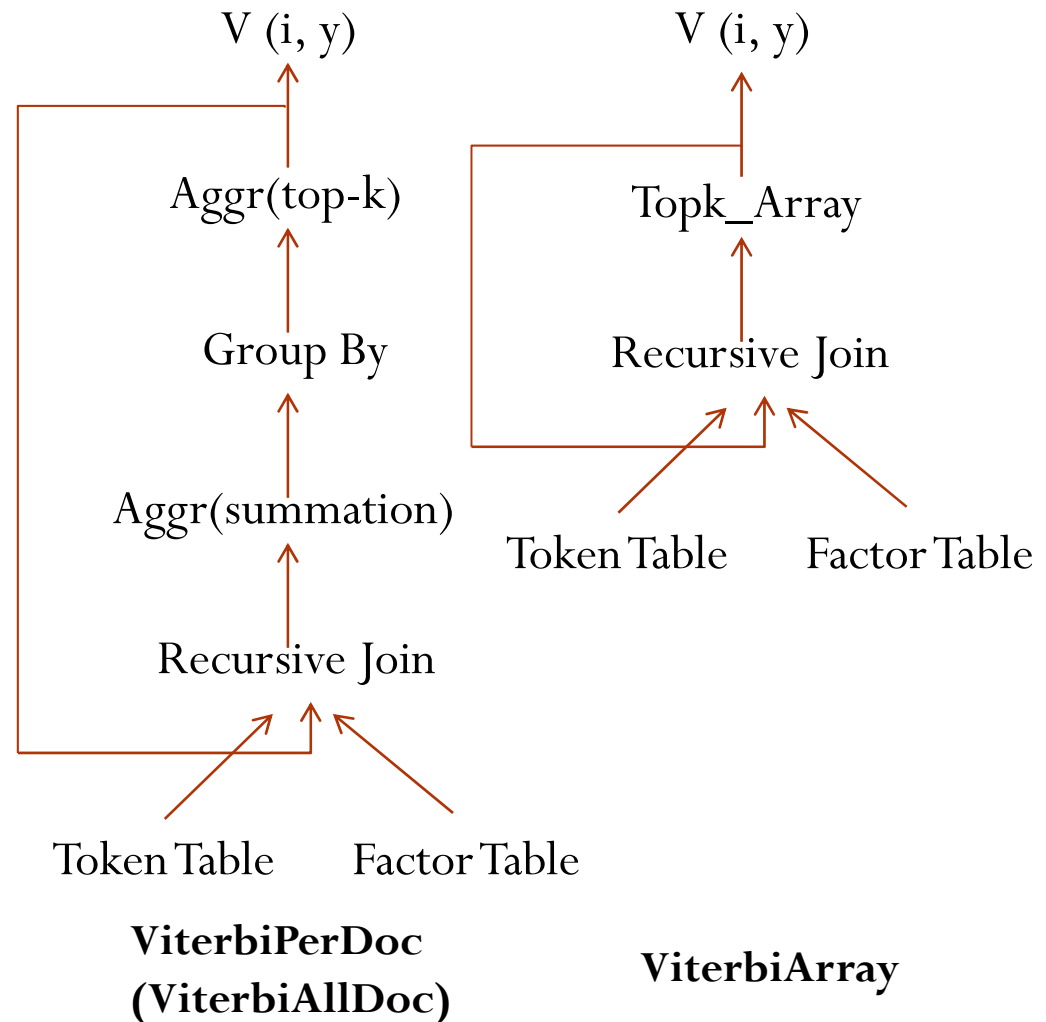 V (i, y)
Aggr(top-k)
Group By
Aggr(summation)
Recursive Join
Token Table
Factor Table
ViterbiPerDoc
(ViterbiAllDoc)
V (i, y)
Topk_Array
Recursive Join
Token Table
Factor Table
ViterbiArray